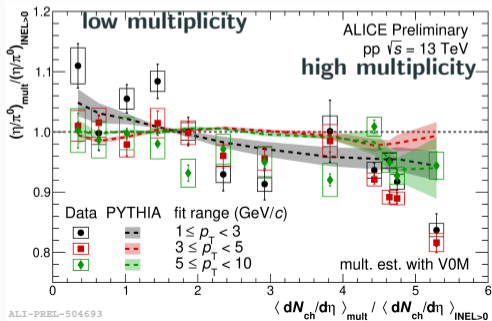 low multiplicity
ALICE Preliminary
pp √s = 13 TeV
high multiplicity
(η/π⁰)mult/(η/π⁰)INEL>0
1.2
1.1
1.0
0.9
0.8
Data PYTHIA fit range (GeV/c)
1 ≤ pT < 3
3 ≤ pT < 5
5 ≤ pT < 10
mult. est. with V0M
0 1 2 3 4 5 6
⟨ dNch/dη ⟩mult / ⟨ dNch/dη ⟩INEL>0
ALI-PREL-504693